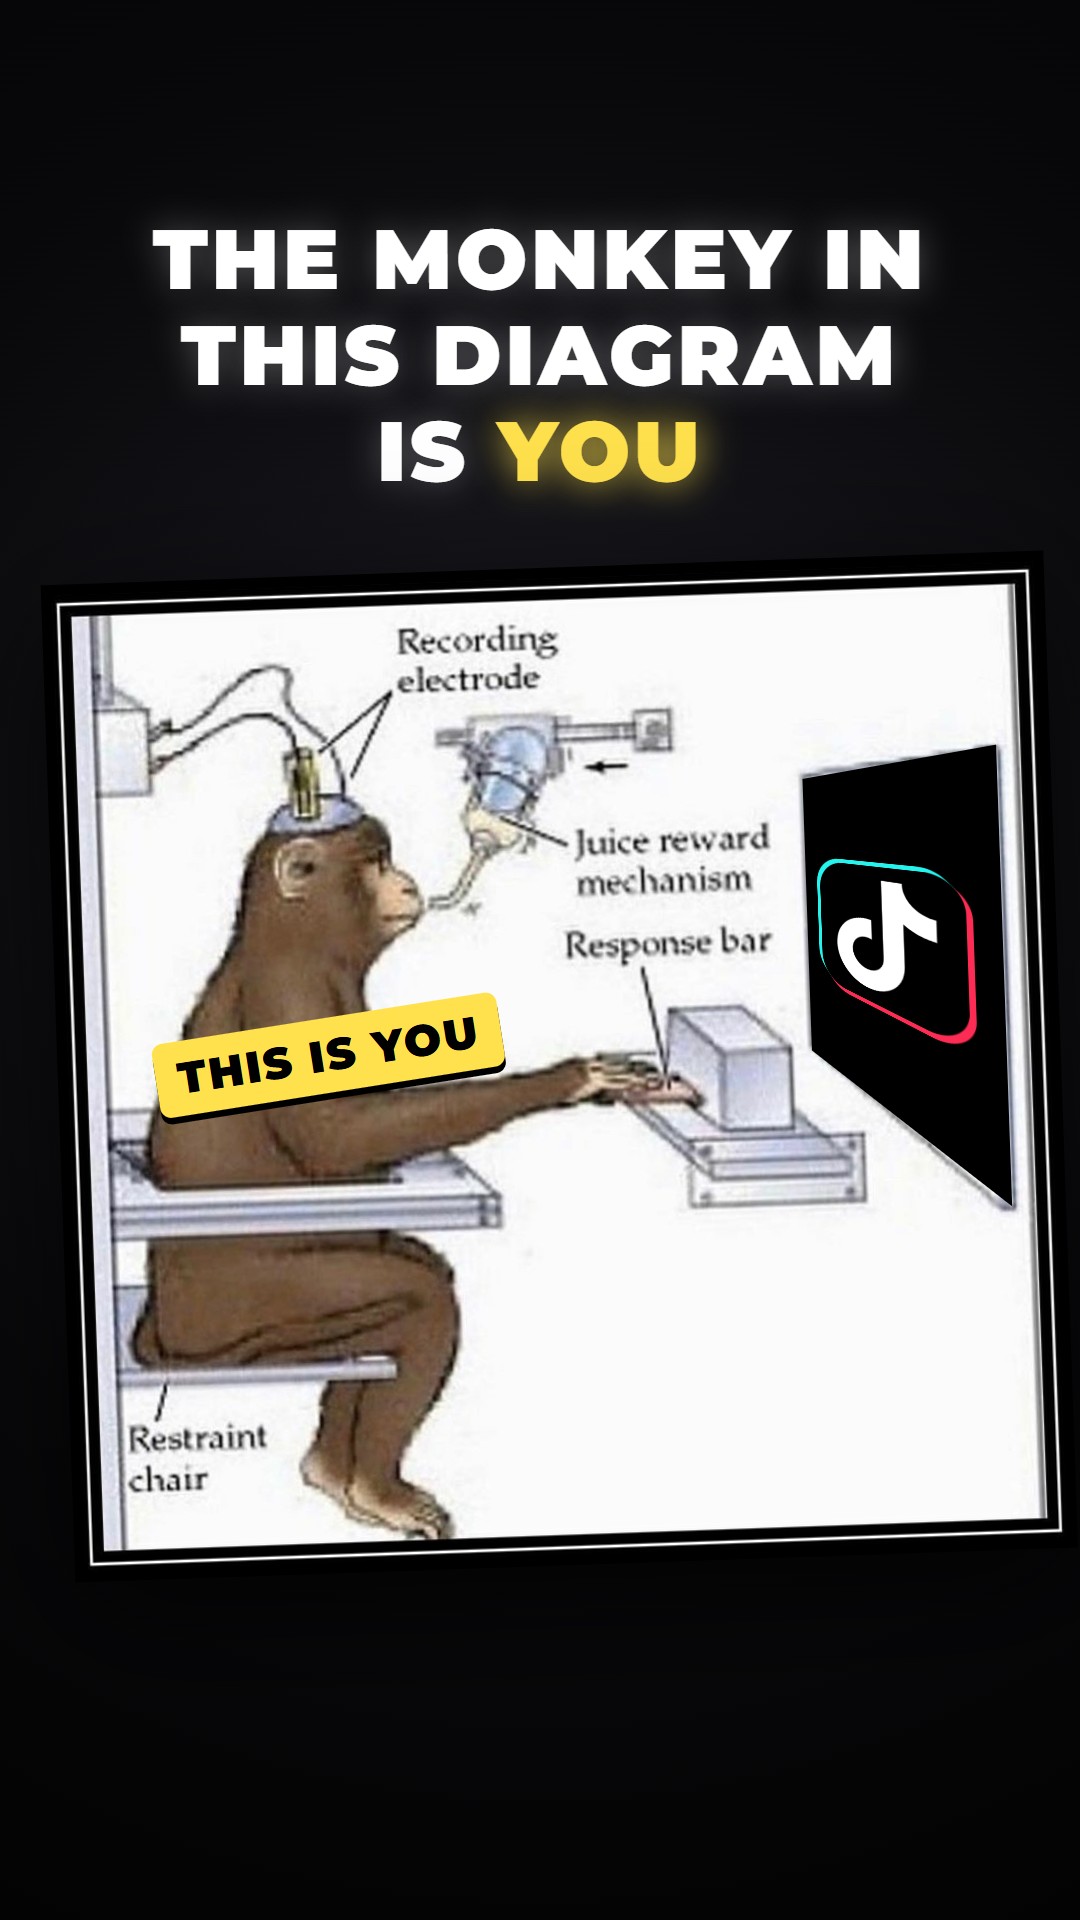 THE MONKEY IN
THIS DIAGRAM
IS YOU
Recording
electrode
Juice reward
mechanism
Response bar
THIS IS YOU
Restraint
chair